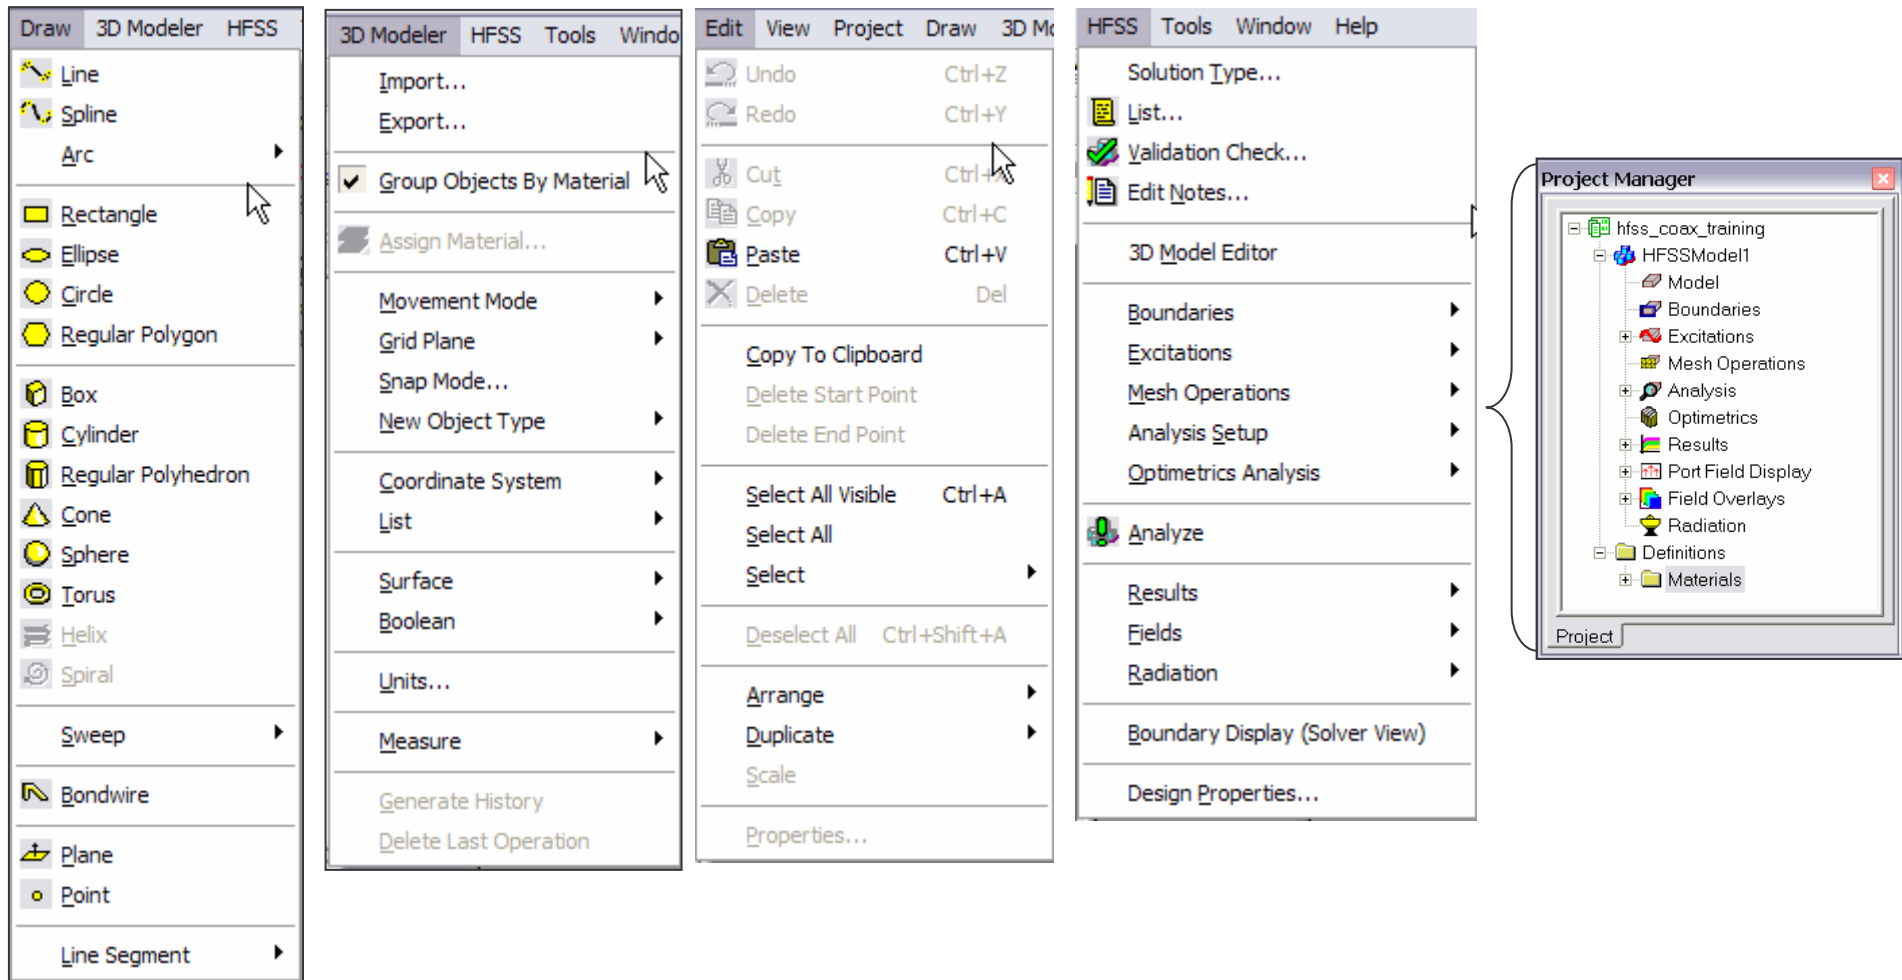 Draw 3D Modeler HFSS
Line
Spline
Arc
Rectangle
Ellipse
Circle
Regular Polygon
Box
Cylinder
Regular Polyhedron
Cone
Sphere
Torus
Helix
Spiral
Sweep
Bondwire
Plane
Point
Line Segment
3D Modeler HFSS Tools Windo
Import...
Export...
Group Objects By Material
Assign Material...
Movement Mode
Grid Plane
Snap Mode...
New Object Type
Coordinate System
List
Surface
Boolean
Units...
Measure
Generate History
Delete Last Operation
Edit View Project Draw 3D Mo
Undo Ctrl+Z
Redo Ctrl+Y
Cut Ctrl+X
Copy Ctrl+C
Paste Ctrl+V
Delete Del
Copy To Clipboard
Delete Start Point
Delete End Point
Select All Visible Ctrl+A
Select All
Select
Deselect All Ctrl+Shift+A
Arrange
Duplicate
Scale
Properties...
HFSS Tools Window Help
Solution Type...
List...
Validation Check...
Edit Notes...
3D Model Editor
Boundaries
Excitations
Mesh Operations
Analysis Setup
Optimetrics Analysis
Analyze
Results
Fields
Radiation
Boundary Display (Solver View)
Design Properties...
Project Manager
hfss_coax_training
HFSSModel1
Model
Boundaries
Excitations
Mesh Operations
Analysis
Optimetrics
Results
Port Field Display
Field Overlays
Radiation
Definitions
Materials
Project